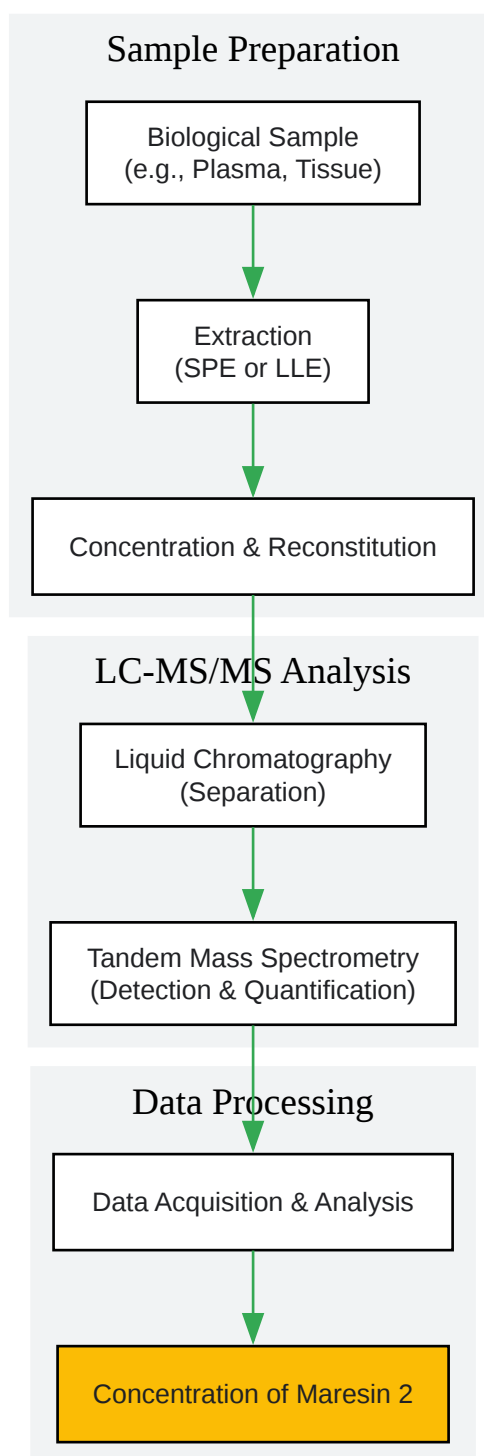 Sample Preparation
Biological Sample
(e.g., Plasma, Tissue)
Extraction
(SPE or LLE)
Concentration & Reconstitution
LC-MS/MS Analysis
Liquid Chromatography
(Separation)
Tandem Mass Spectrometry
(Detection & Quantification)
Data Processing
Data Acquisition & Analysis
Concentration of Maresin 2